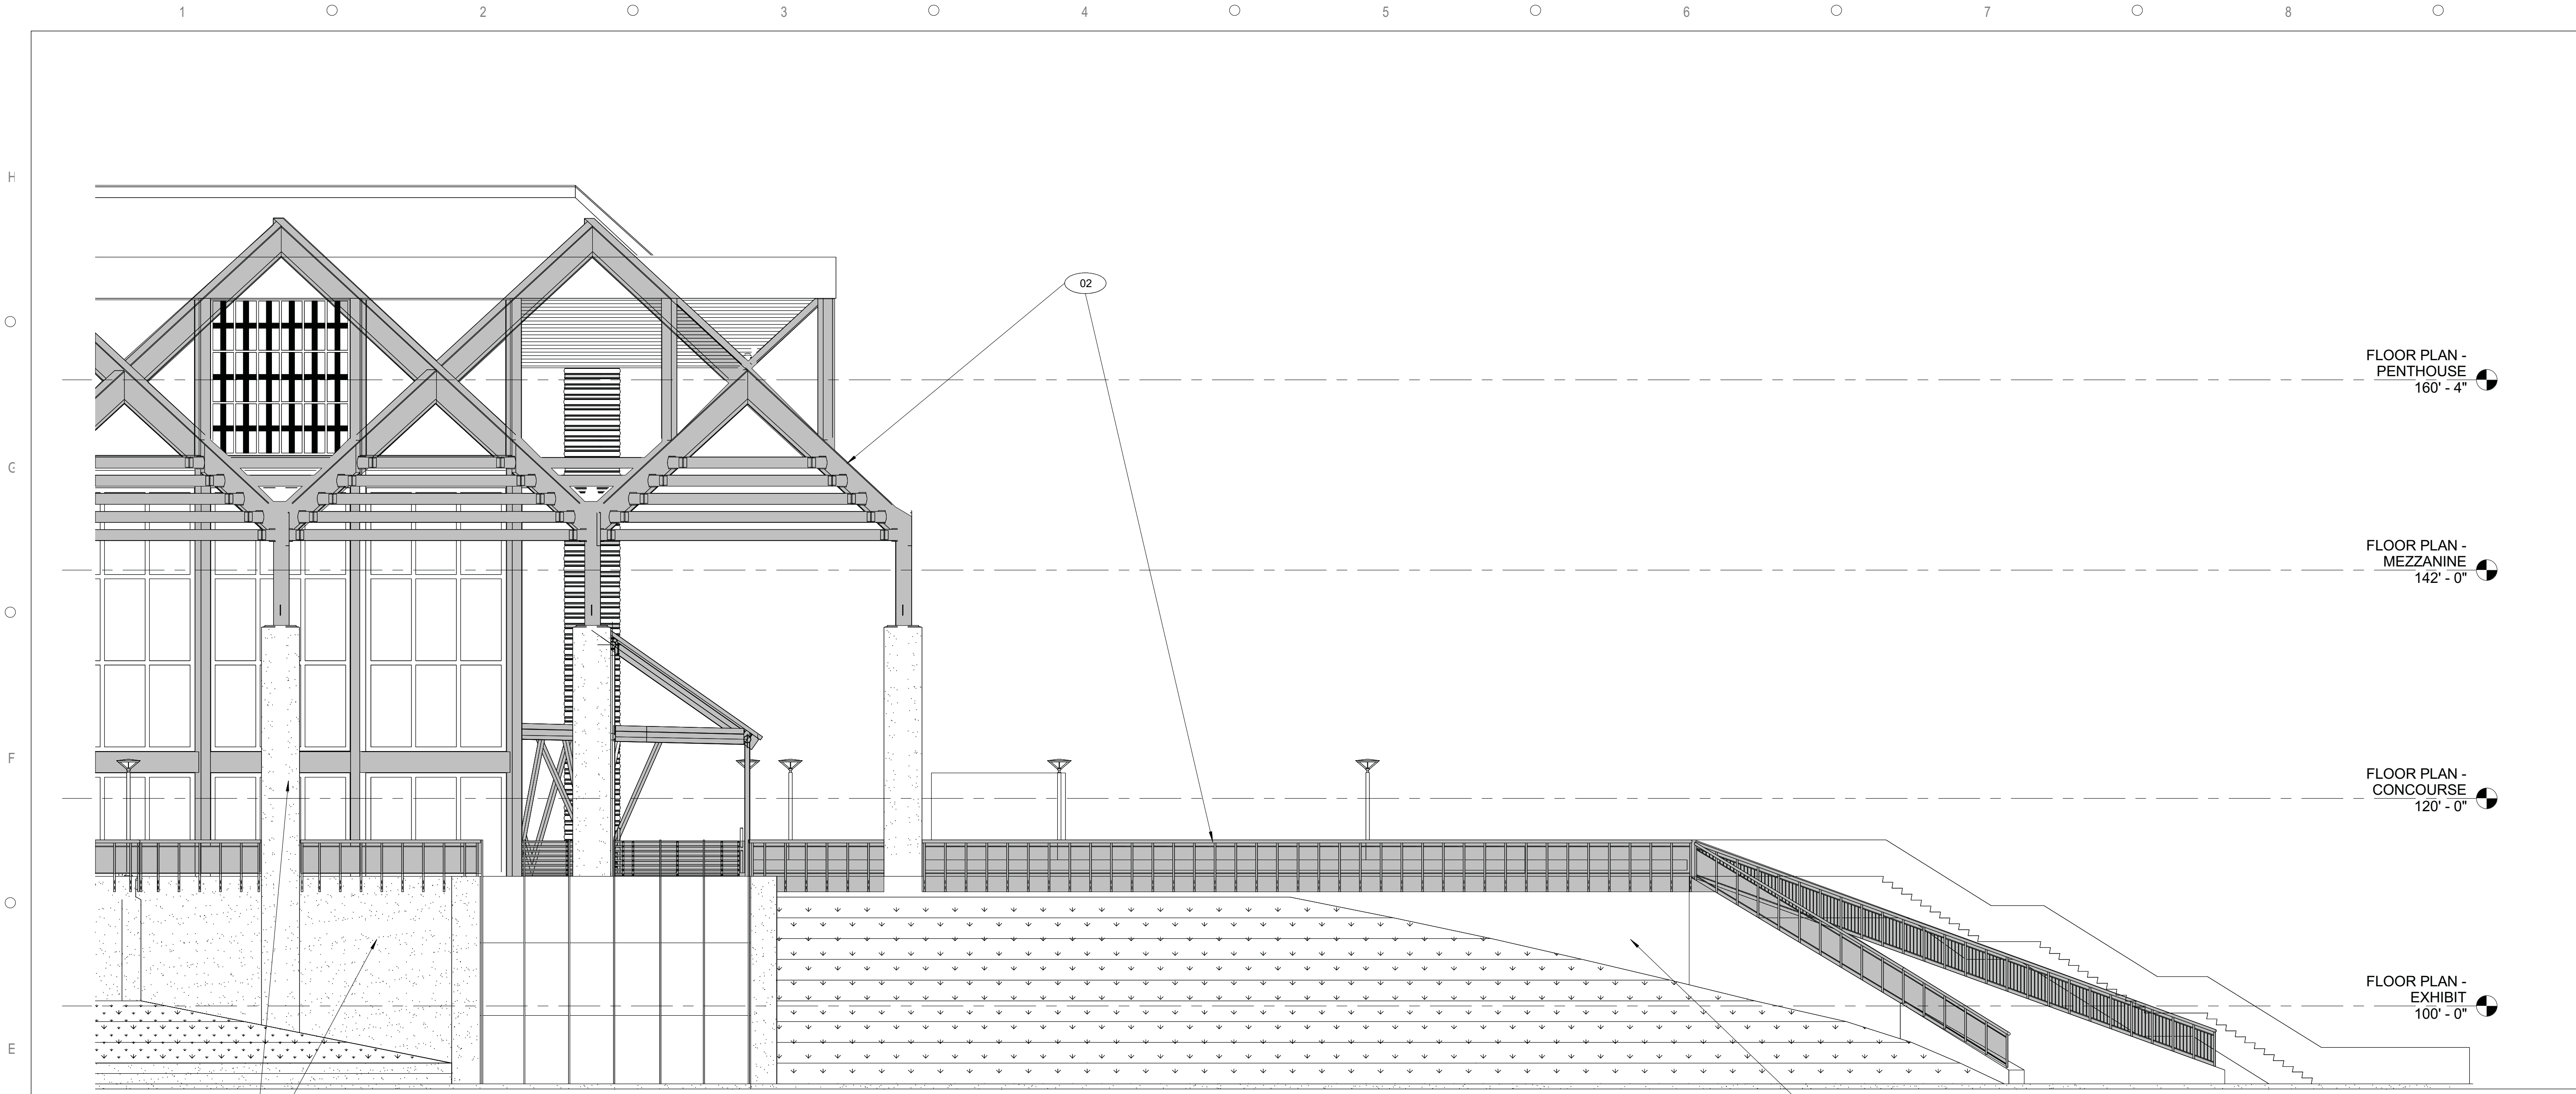 1 2 3 4 5 6 7 8
H
02
FLOOR PLAN -
PENTHOUSE
160' - 4"
G
FLOOR PLAN -
MEZZANINE
142' - 0"
F
FLOOR PLAN -
CONCOURSE
120' - 0"
FLOOR PLAN -
EXHIBIT
100' - 0"
E